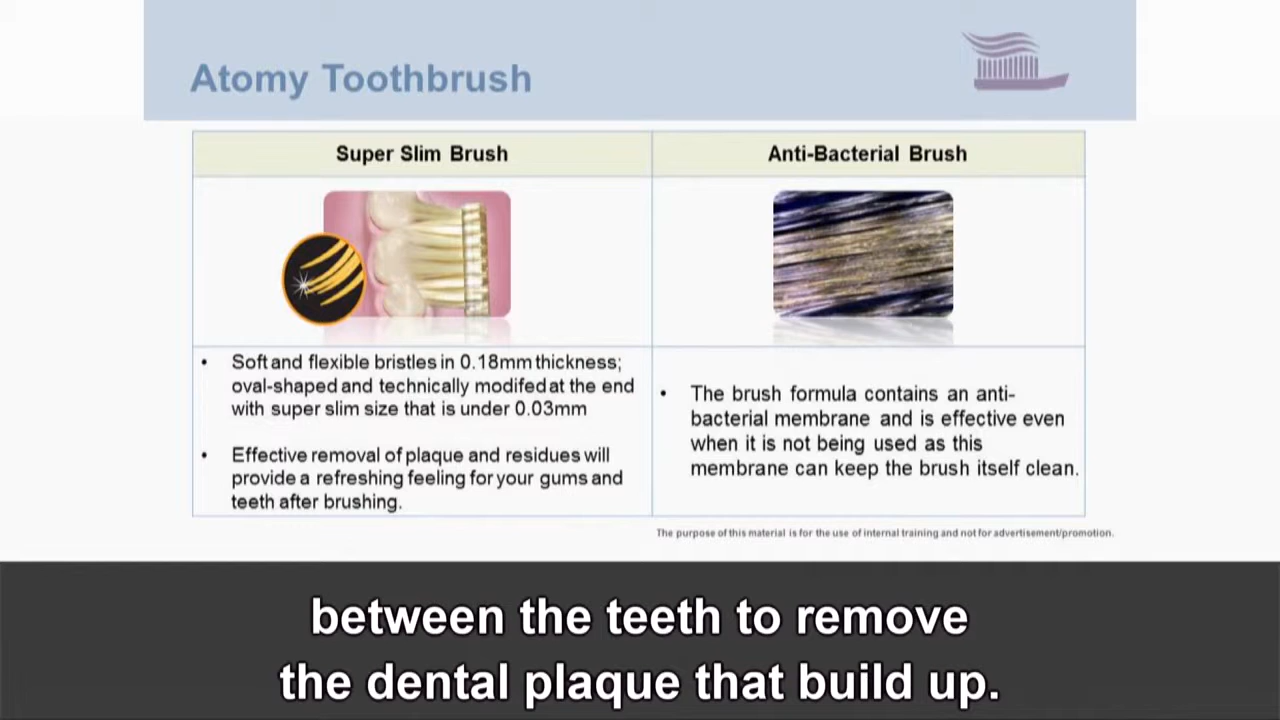 Atomy Toothbrush
Super Slim Brush
Anti-Bacterial Brush
• Soft and flexible bristles in 0.18mm thickness;
oval-shaped and technically modifed at the end
with super slim size that is under 0.03mm
• Effective removal of plaque and residues will
provide a refreshing feeling for your gums and
teeth after brushing.
• The brush formula contains an anti-
bacterial membrane and is effective even
when it is not being used as this
membrane can keep the brush itself clean.
The purpose of this material is for the use of internal training and not for advertisement/promotion.
between the teeth to remove
the dental plaque that build up.